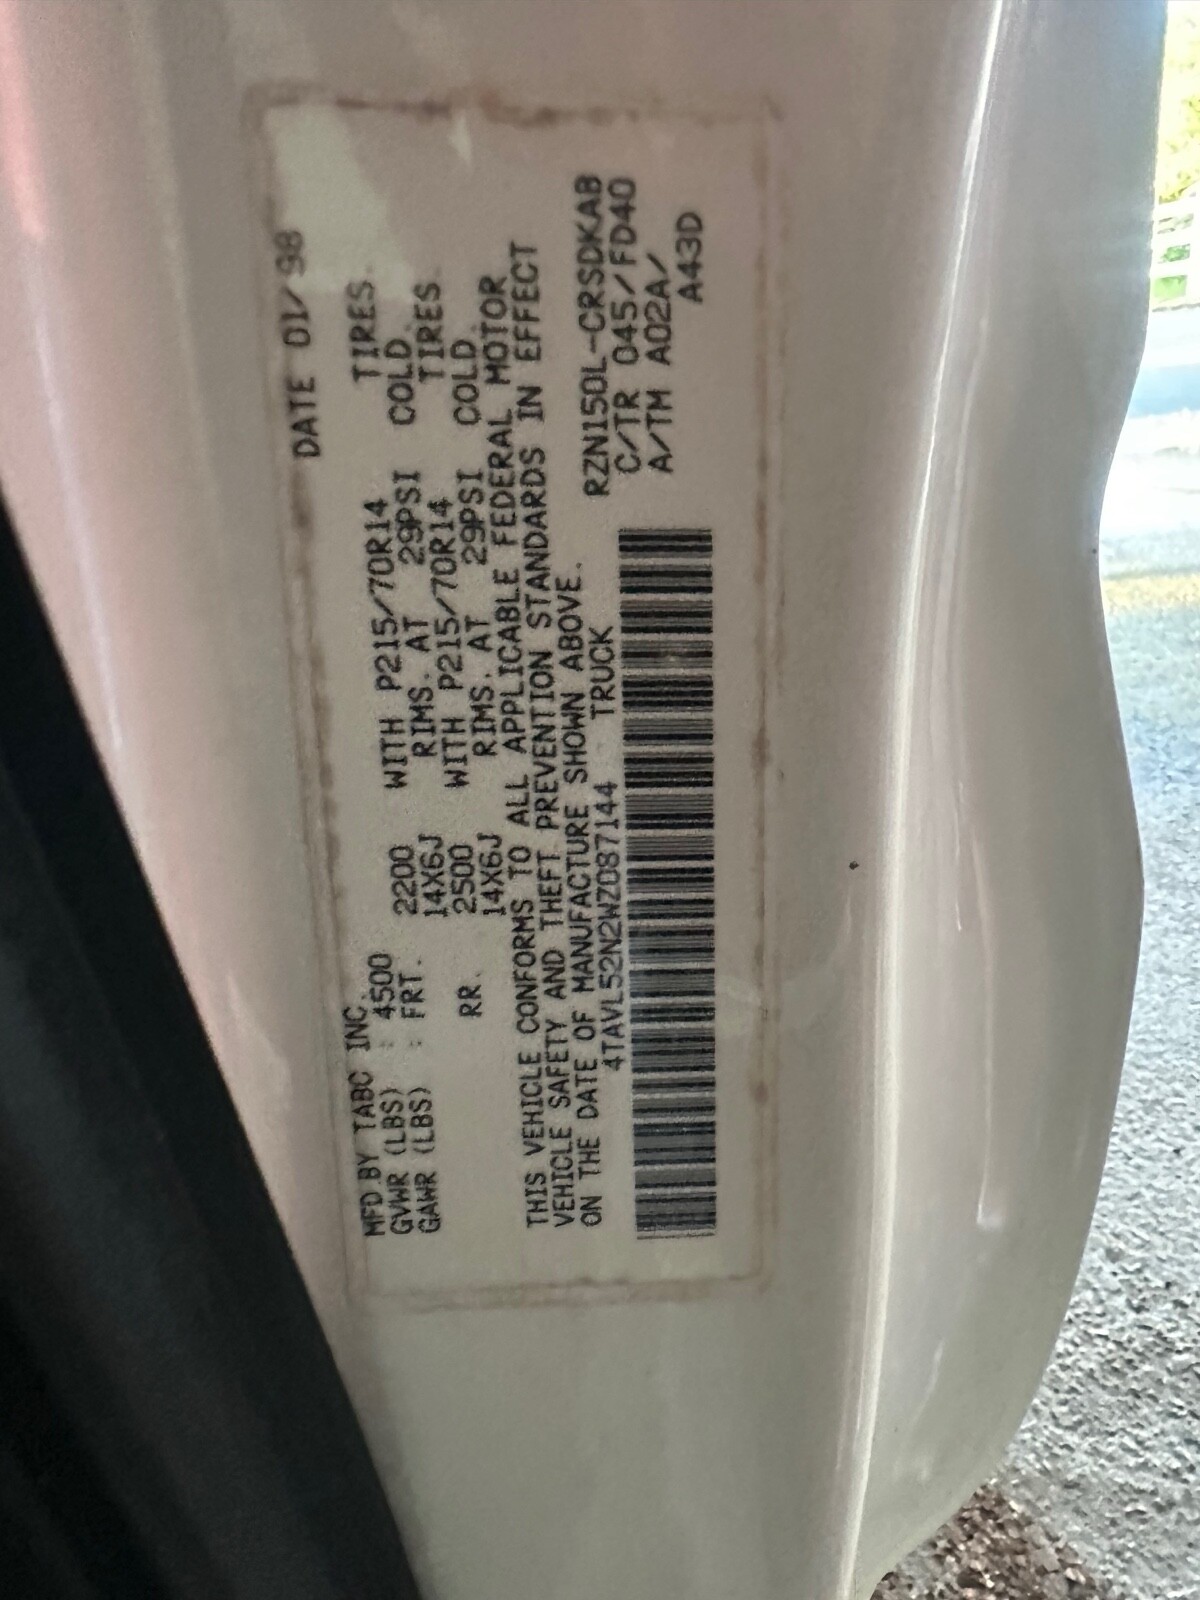 DATE 01/98
MFD.BY TABC INC.
GVWR (LBS) : 4500 WITH P215/70R14 TIRES.
GAWR (LBS) : FRT. 2200 RIMS. AT 29PSI COLD.
14X6J WITH P215/70R14 TIRES.
RR. 2500 RIMS. AT 29PSI COLD.
14X6J
THIS VEHICLE CONFORMS TO ALL APPLICABLE FEDERAL MOTOR
VEHICLE SAFETY AND THEFT PREVENTION STANDARDS IN EFFECT
ON THE DATE OF MANUFACTURE SHOWN ABOVE.
4TAVL52N2WZ087144 TRUCK
RZN150L-CRSDKAB
C/TR 045/FD40
A/TM A02A/
A43D